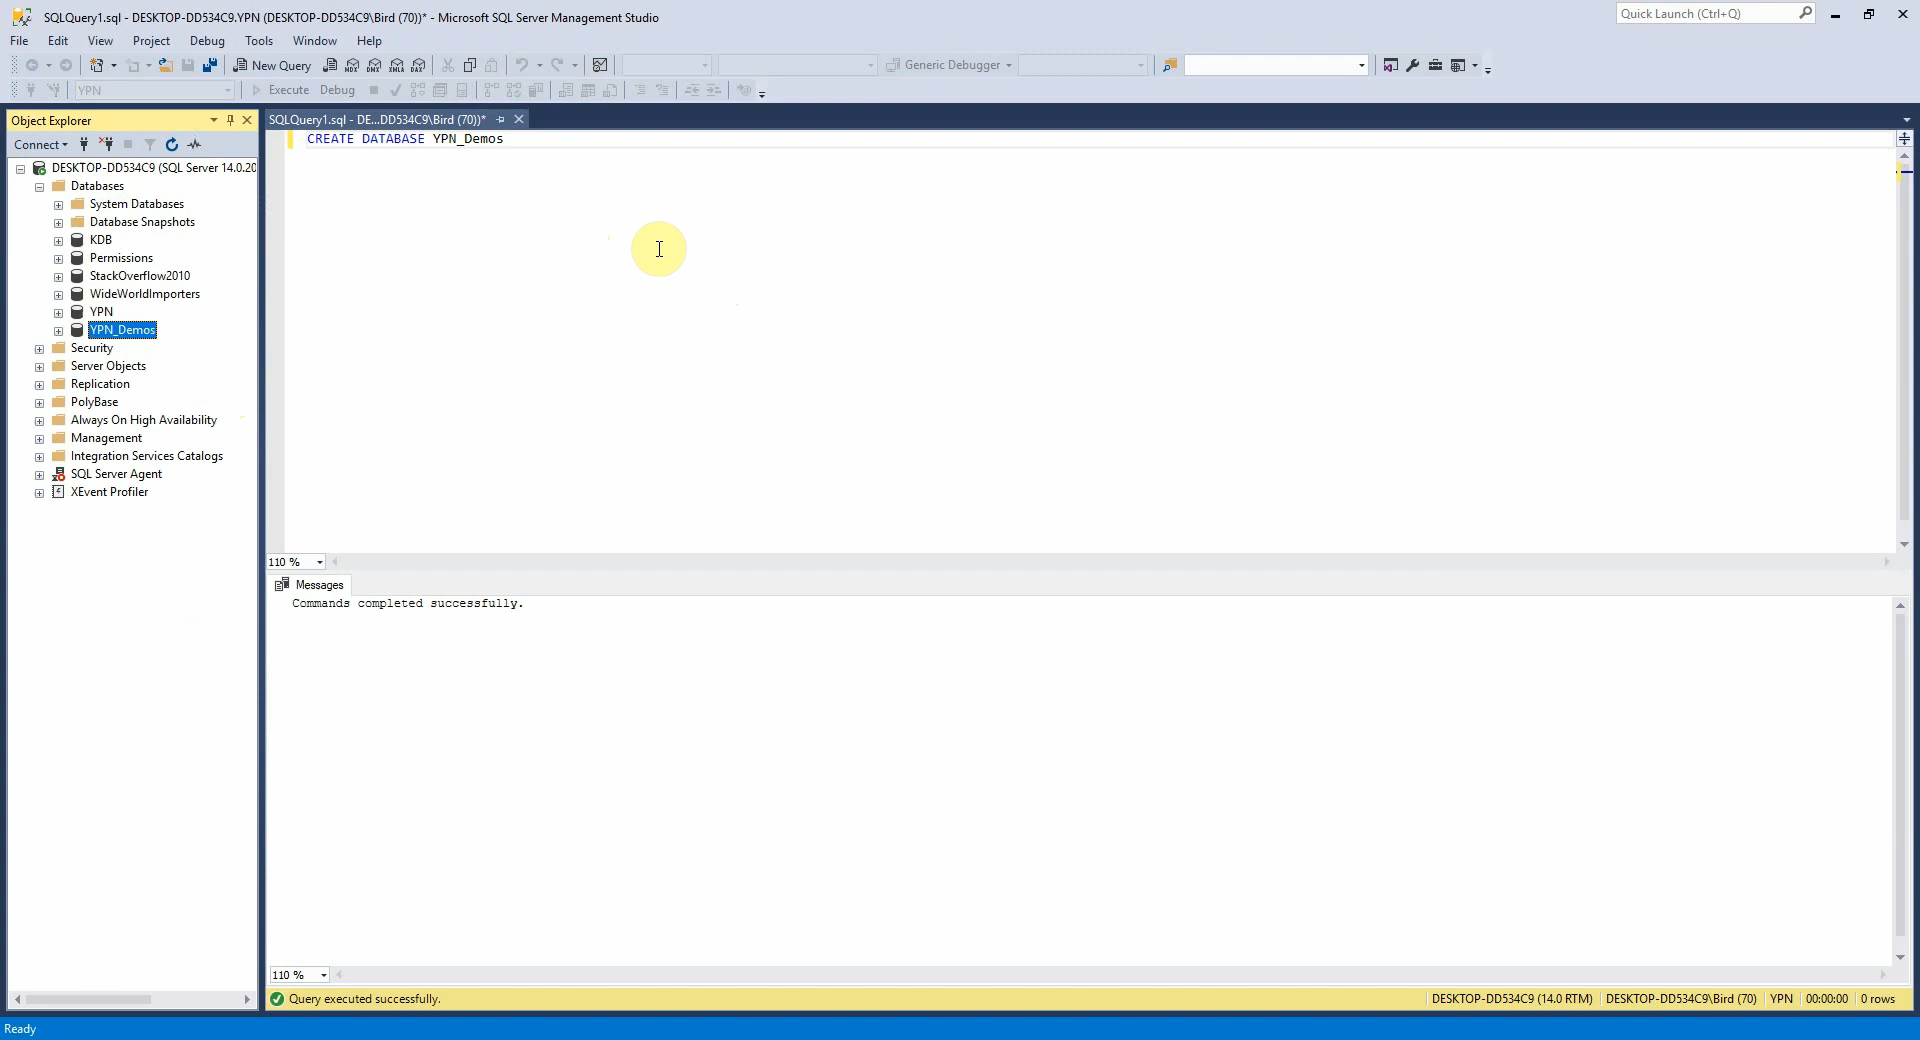 SQLQuery1.sql - DESKTOP-DD534C9.YPN (DESKTOP-DD534C9\Bird (70))* - Microsoft SQL Server Management Studio
Quick Launch (Ctrl+Q)
File Edit View Project Debug Tools Window Help
New Query MDX DMX XMLA DAX Generic Debugger
YPN Execute Debug
Object Explorer
SQLQuery1.sql - DE...DD534C9\Bird (70))*
Connect
CREATE DATABASE YPN_Demos
DESKTOP-DD534C9 (SQL Server 14.0.20
Databases
System Databases
Database Snapshots
KDB
Permissions
StackOverflow2010
WideWorldImporters
YPN
YPN_Demos
Security
Server Objects
Replication
PolyBase
Always On High Availability
Management
Integration Services Catalogs
SQL Server Agent
XEvent Profiler
110 %
Messages
Commands completed successfully.
110 %
Query executed successfully.
DESKTOP-DD534C9 (14.0 RTM) DESKTOP-DD534C9\Bird (70) YPN 00:00:00 0 rows
Ready